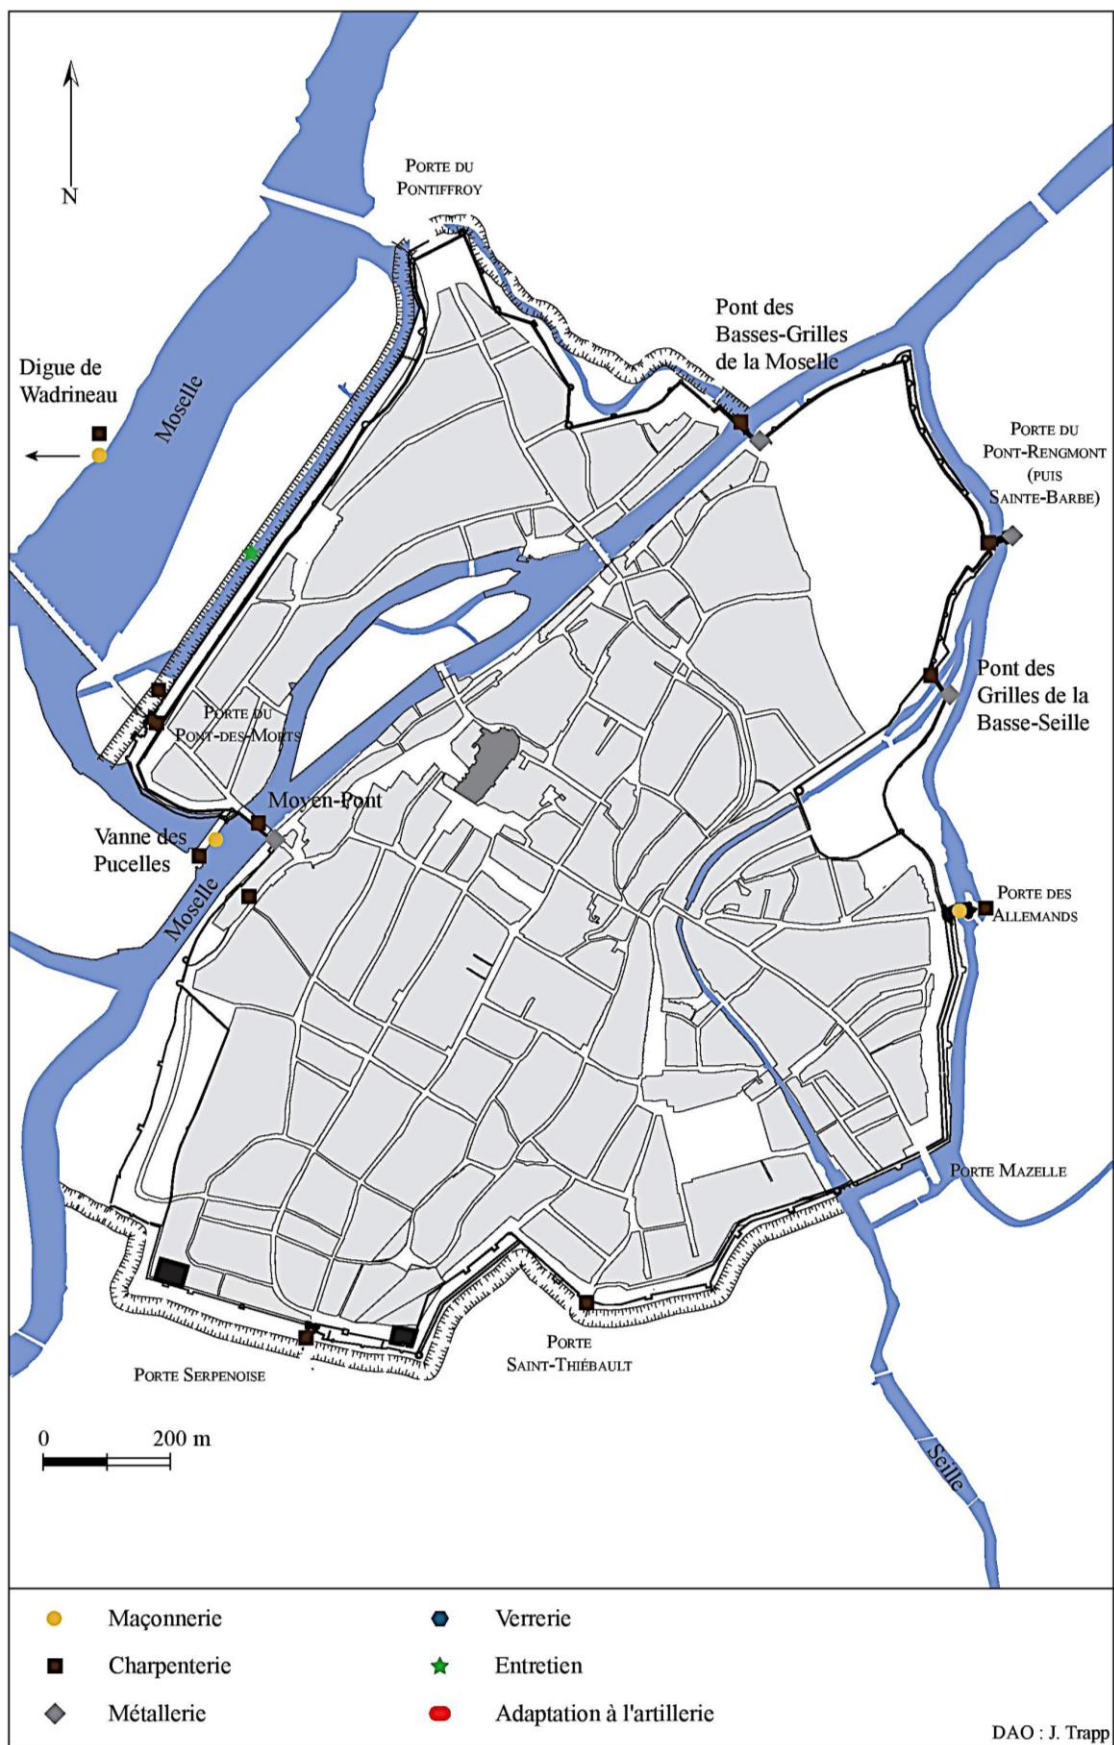 N
Porte du
Pontiffroy
Pont des
Basses-Grilles
de la Moselle
Digue de
Wadrineau
Moselle
Porte du
Pont-Rengmont
(puis
Sainte-Barbe)
Pont des
Grilles de la
Basse-Seille
Porte du
Pont-des-Morts
Moyen-Pont
Vanne des
Pucelles
Moselle
Porte des
Allemands
Porte Mazelle
Porte
Saint-Thiébault
Porte Serpenoise
0 200 m
Seille
Maçonnerie
Charpenterie
Métallerie
Verrerie
Entretien
Adaptation à l'artillerie
DAO : J. Trapp